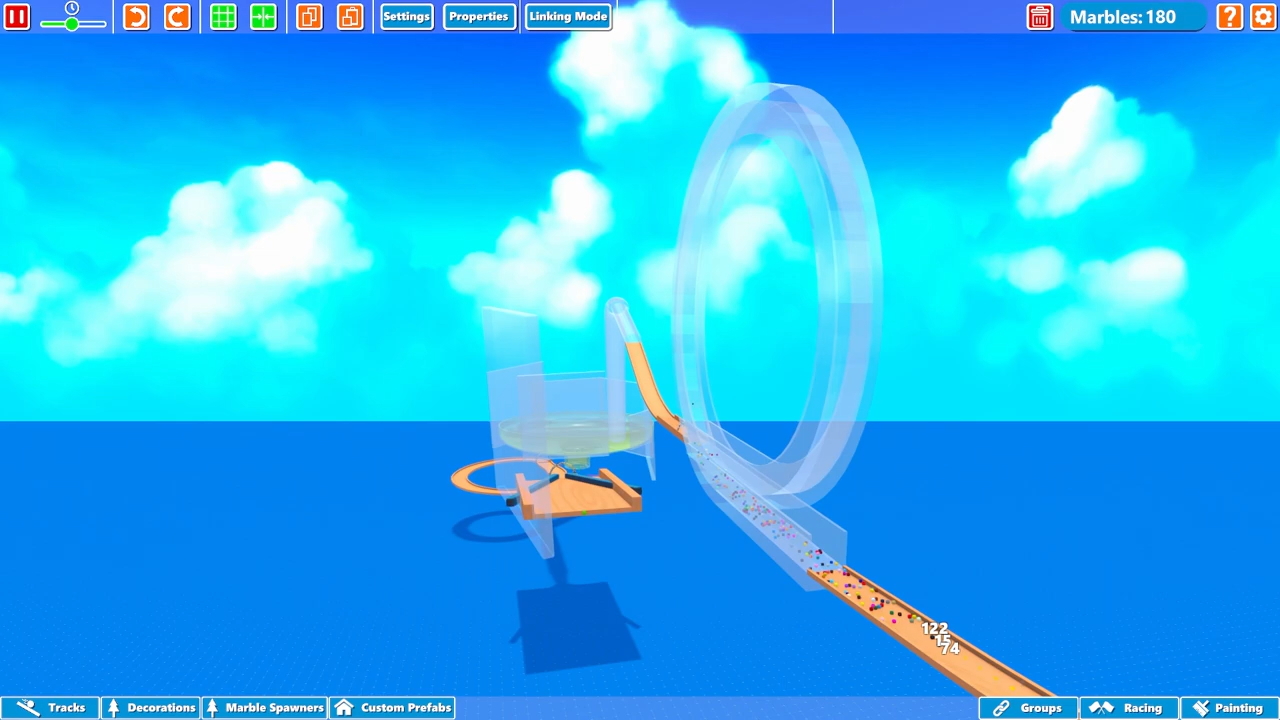 Settings
Properties
Linking Mode
Marbles: 180
?
122
15
74
Tracks
Decorations
Marble Spawners
Custom Prefabs
Groups
Racing
Painting